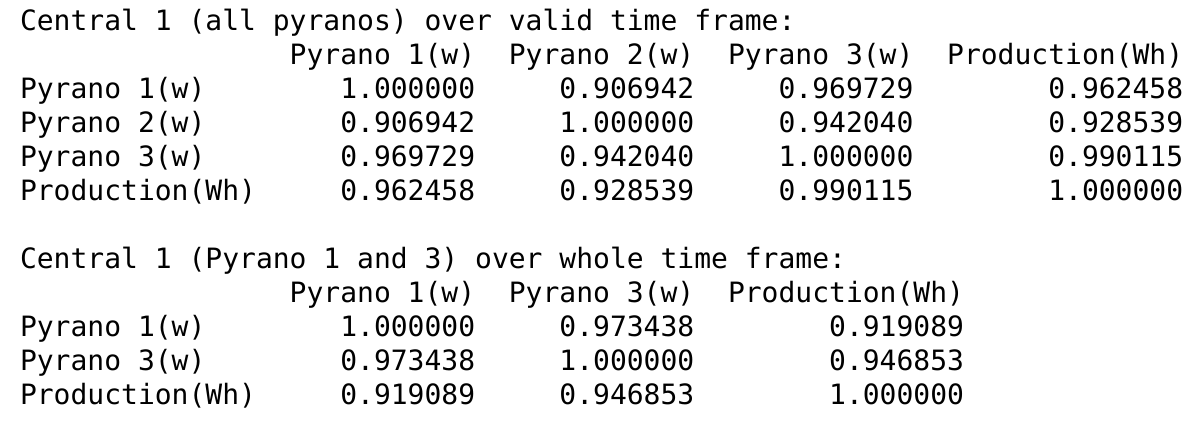 Central 1 (all pyranos) over valid time frame:
Pyrano 1(w) Pyrano 2(w) Pyrano 3(w) Production(Wh)
Pyrano 1(w) 1.000000 0.906942 0.969729 0.962458
Pyrano 2(w) 0.906942 1.000000 0.942040 0.928539
Pyrano 3(w) 0.969729 0.942040 1.000000 0.990115
Production(Wh) 0.962458 0.928539 0.990115 1.000000
Central 1 (Pyrano 1 and 3) over whole time frame:
Pyrano 1(w) Pyrano 3(w) Production(Wh)
Pyrano 1(w) 1.000000 0.973438 0.919089
Pyrano 3(w) 0.973438 1.000000 0.946853
Production(Wh) 0.919089 0.946853 1.000000